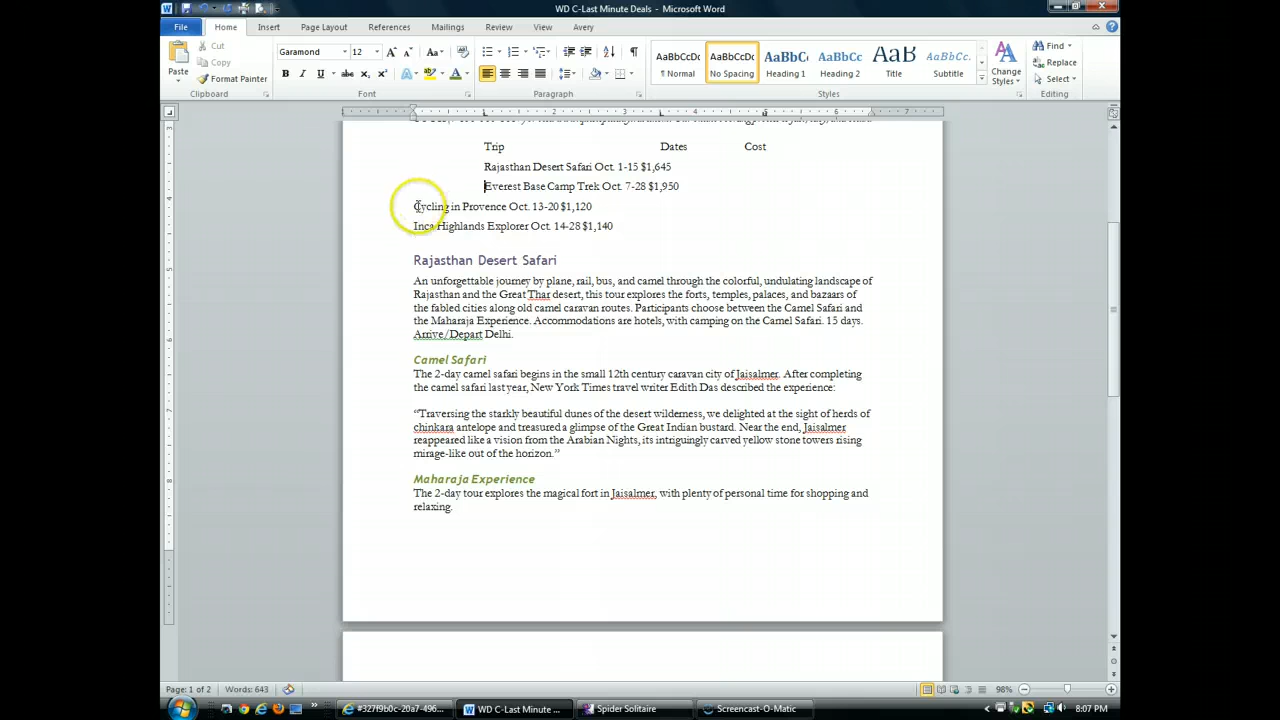 WD C-Last Minute Deals - Microsoft Word
File Home Insert Page Layout References Mailings Review View Avery
Paste
Cut
Copy
Format Painter
Clipboard
Garamond 12
Font
Paragraph
AaBbCcDc AaBbCcDc AaBbCc AaBbCc AaB AaBbCc.
¶ Normal No Spacing Heading 1 Heading 2 Title Subtitle
Change
Styles
Styles
Find
Replace
Select
Editing
Trip Dates Cost
Rajasthan Desert Safari Oct. 1-15 $1,645
Everest Base Camp Trek Oct. 7-28 $1,950
Cycling in Provence Oct. 13-20 $1,120
Inca Highlands Explorer Oct. 14-28 $1,140
Rajasthan Desert Safari
An unforgettable journey by plane, rail, bus, and camel through the colorful, undulating landscape of
Rajasthan and the Great Thar desert, this tour explores the forts, temples, palaces, and bazaars of
the fabled cities along old camel caravan routes. Participants choose between the Camel Safari and
the Maharaja Experience. Accommodations are hotels, with camping on the Camel Safari. 15 days.
Arrive/Depart Delhi.
Camel Safari
The 2-day camel safari begins in the small 12th century caravan city of Jaisalmer. After completing
the camel safari last year, New York Times travel writer Edith Das described the experience:
“Traversing the starkly beautiful dunes of the desert wilderness, we delighted at the sight of herds of
chinkara antelope and treasured a glimpse of the Great Indian bustard. Near the end, Jaisalmer
reappeared like a vision from the Arabian Nights, its intriguingly carved yellow stone towers rising
mirage-like out of the horizon.”
Maharaja Experience
The 2-day tour explores the magical fort in Jaisalmer, with plenty of personal time for shopping and
relaxing.
Page: 1 of 2 Words: 643 98%
#327f9b0c-20a7-496... WD C-Last Minute ... Spider Solitaire Screencast-O-Matic 8:07 PM